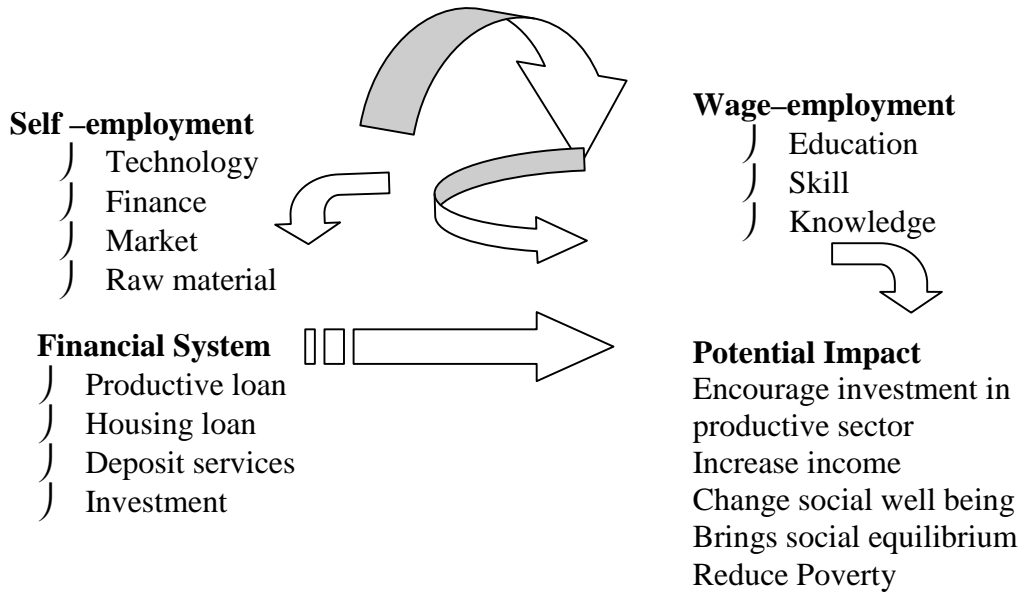 Self –employment
Technology
Finance
Market
Raw material
Wage–employment
Education
Skill
Knowledge
Financial System
Productive loan
Housing loan
Deposit services
Investment
Potential Impact
Encourage investment in
productive sector
Increase income
Change social well being
Brings social equilibrium
Reduce Poverty